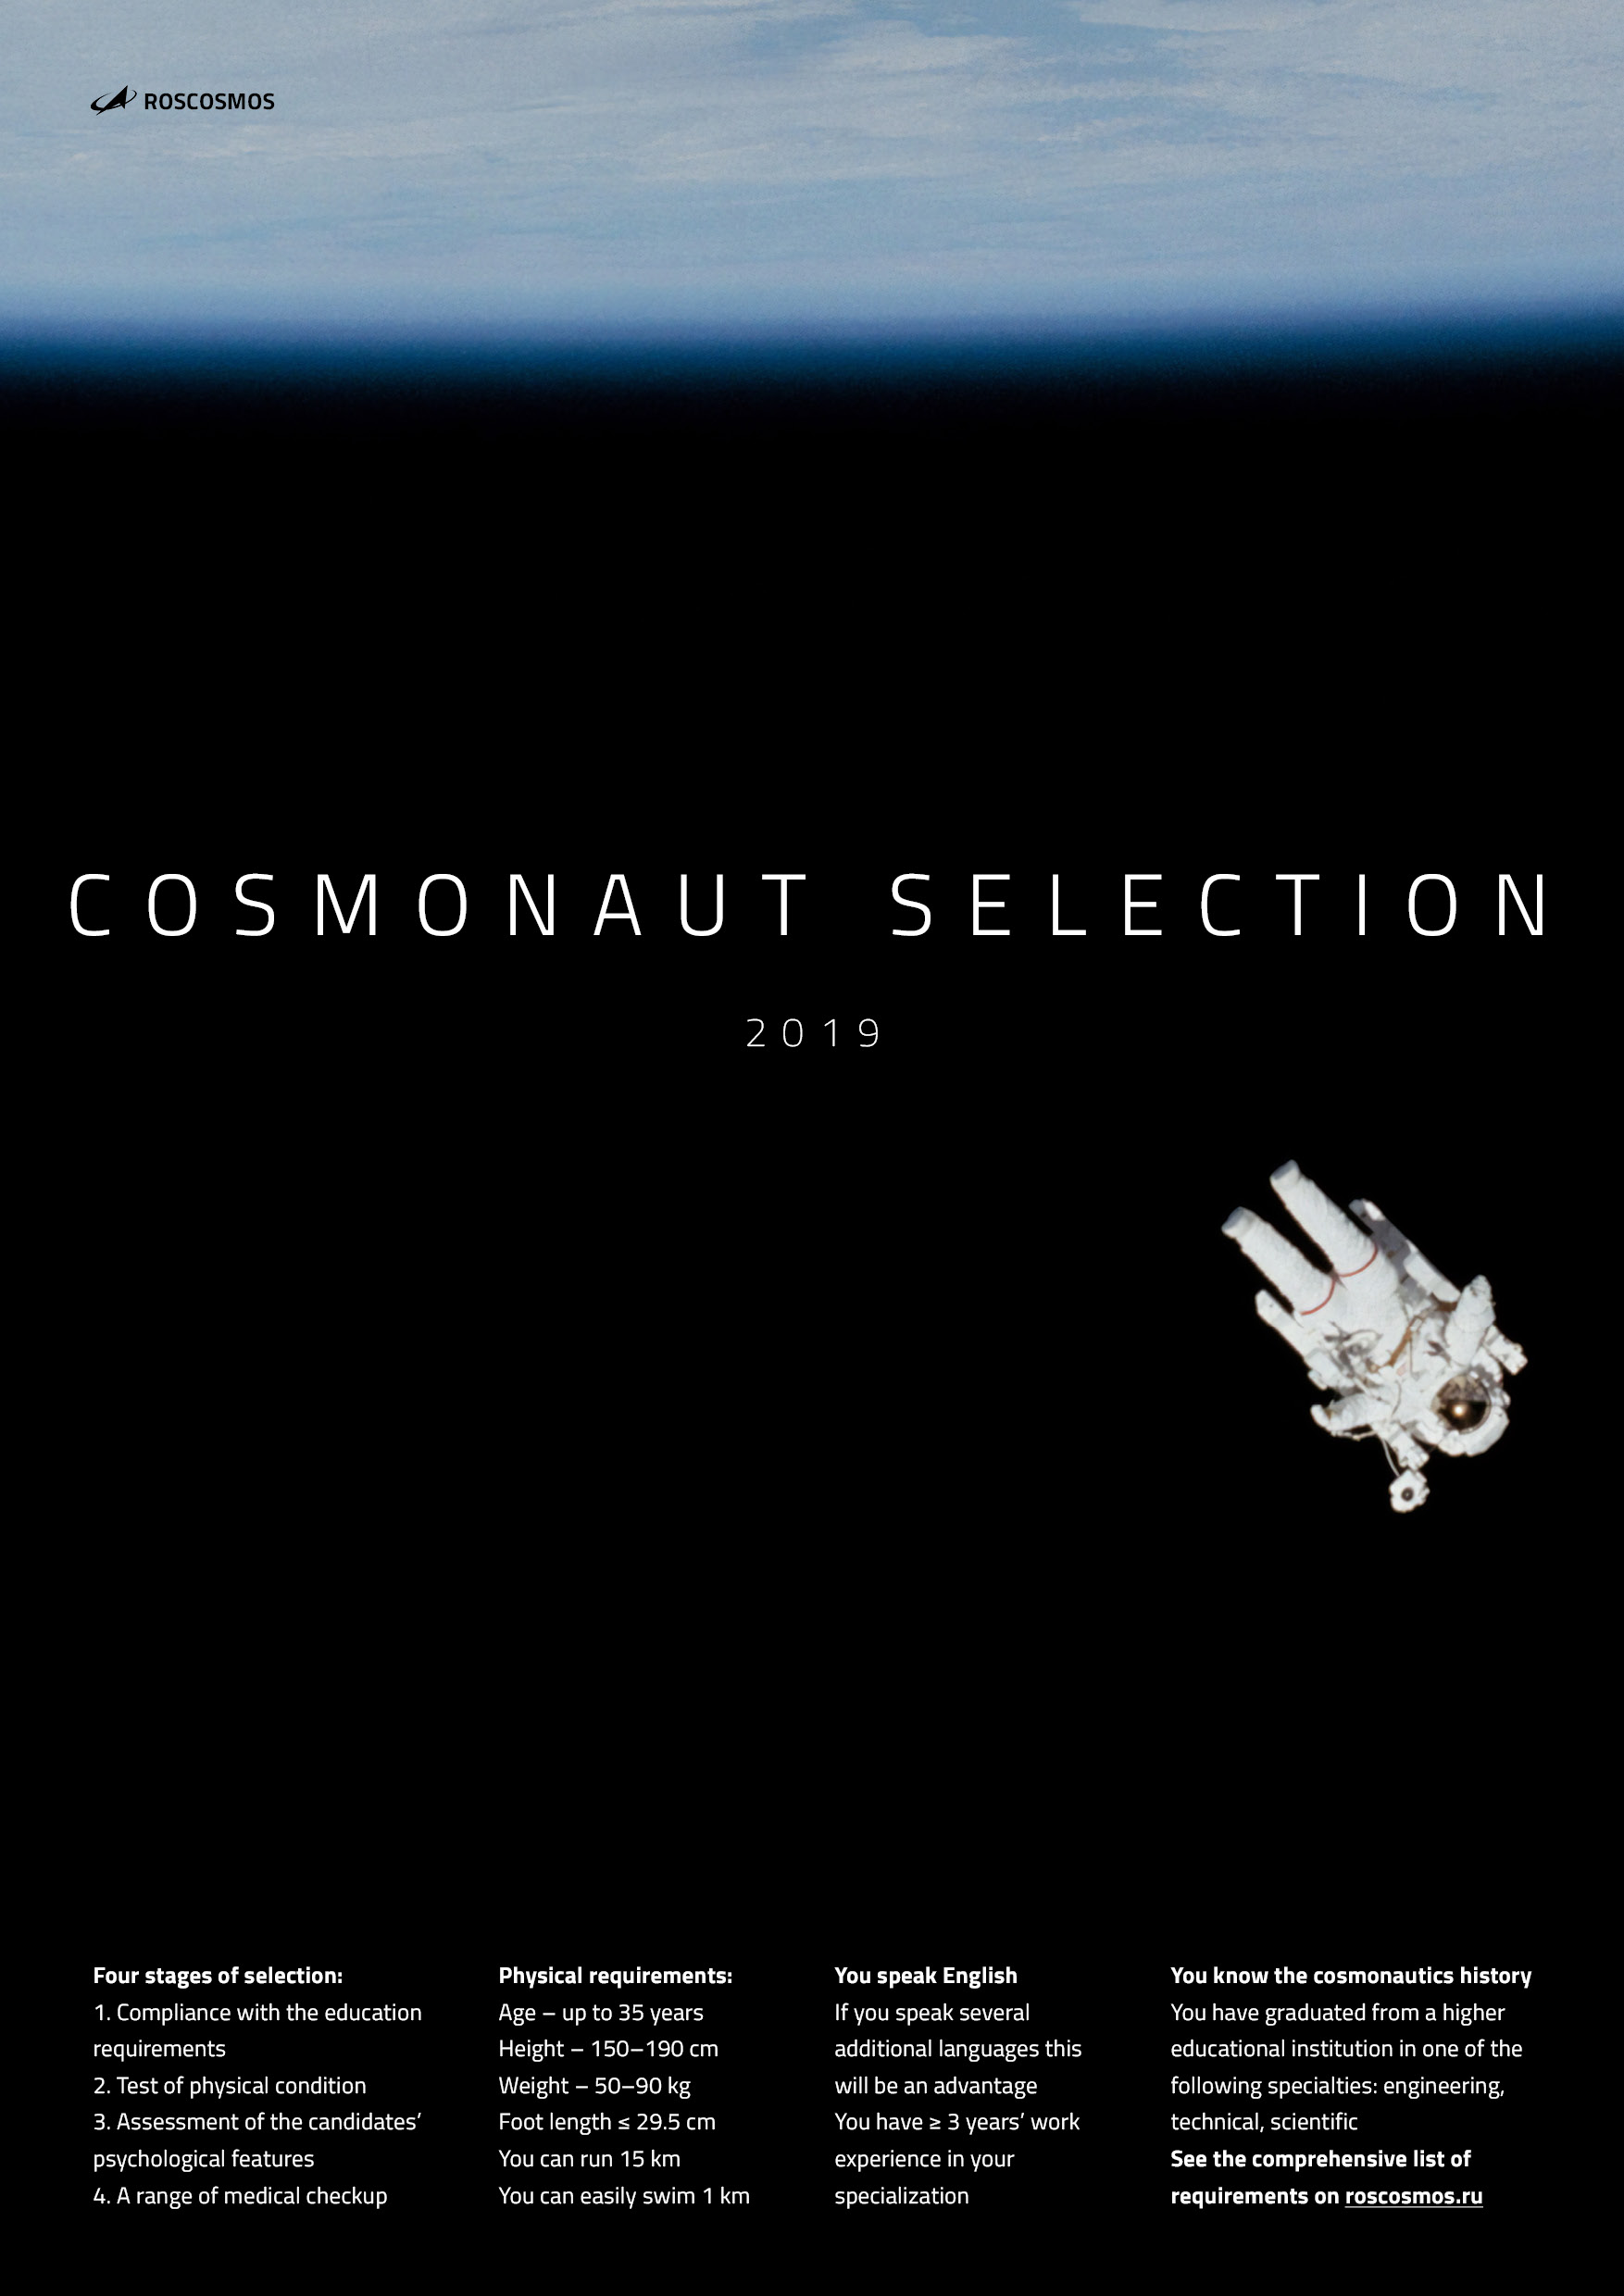 ROSCOSMOS
COSMONAUT SELECTION
2019
Four stages of selection:
1. Compliance with the education
requirements
2. Test of physical condition
3. Assessment of the candidates’
psychological features
4. A range of medical checkup
Physical requirements:
Age – up to 35 years
Height – 150–190 cm
Weight – 50–90 kg
Foot length ≤ 29.5 cm
You can run 15 km
You can easily swim 1 km
You speak English
If you speak several
additional languages this
will be an advantage
You have ≥ 3 years’ work
experience in your
specialization
You know the cosmonautics history
You have graduated from a higher
educational institution in one of the
following specialties: engineering,
technical, scientific
See the comprehensive list of
requirements on roscosmos.ru